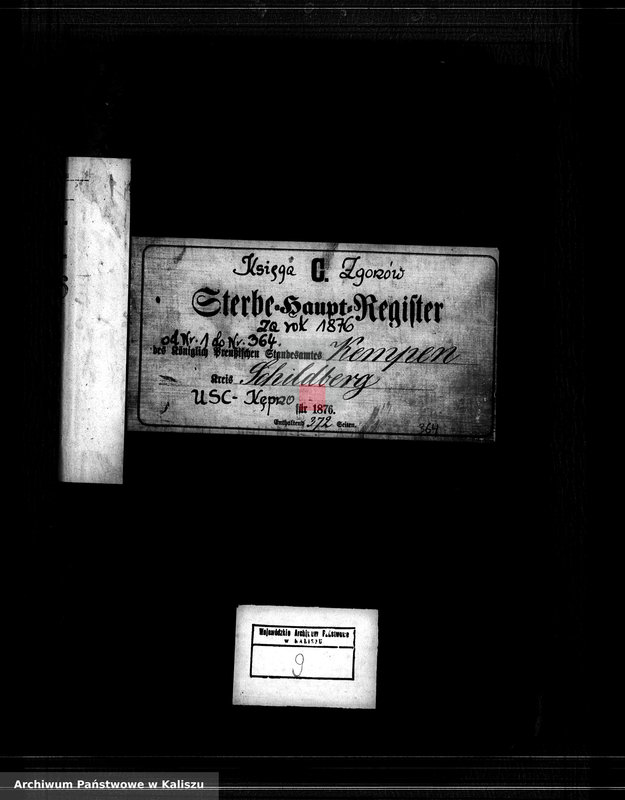 Księga C. Zgonów
Sterbe-Haupt-Register
za rok 1876
od Nr. 1 do Nr. 364.
des Königlich Preußischen Standesamtes Kempen
Kreis Schildberg
USC - Kępno
für 1876.
Enthaltend 372 Seiten.
364
Wojewódzkie Archiwum Państwowe
w Kaliszu
9
Archiwum Państwowe w Kaliszu